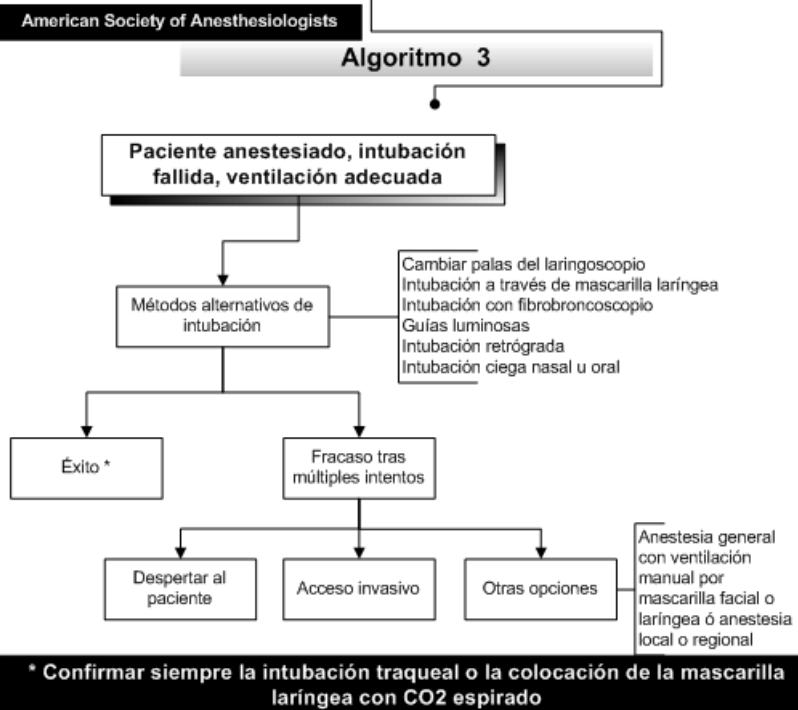 American Society of Anesthesiologists
Algoritmo 3
Paciente anestesiado, intubación
fallida, ventilación adecuada
Métodos alternativos de
intubación
Cambiar palas del laringoscopio
Intubación a través de mascarilla laríngea
Intubación con fibrobroncoscopio
Guías luminosas
Intubación retrógrada
Intubación ciega nasal u oral
Éxito *
Fracaso tras
múltiples intentos
Despertar al
paciente
Acceso invasivo
Otras opciones
Anestesia general
con ventilación
manual por
mascarilla facial o
laríngea ó anestesia
local o regional
* Confirmar siempre la intubación traqueal o la colocación de la mascarilla
laríngea con CO2 espirado